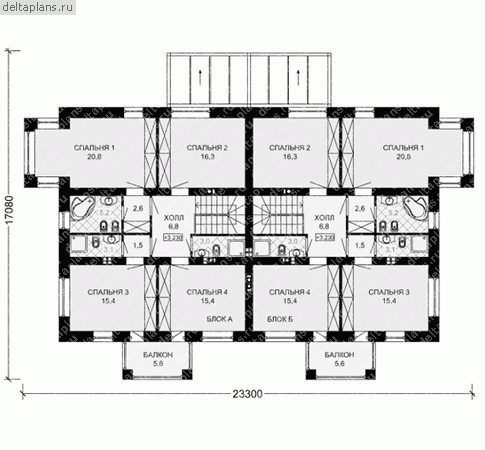 deltaplans.ru
СПАЛЬНЯ 1
20,8
СПАЛЬНЯ 2
16,3
СПАЛЬНЯ 2
16,3
СПАЛЬНЯ 1
20,8
5,2
2,6
ХОЛЛ
6,8
+3.230
ХОЛЛ
6,8
+3.230
2,6
5,2
3,1
1,5
3,0
3,0
1,5
3,1
СПАЛЬНЯ 3
15,4
СПАЛЬНЯ 4
15,4
БЛОК А
СПАЛЬНЯ 4
15,4
БЛОК Б
СПАЛЬНЯ 3
15,4
БАЛКОН
5,6
БАЛКОН
5,6
17080
23300